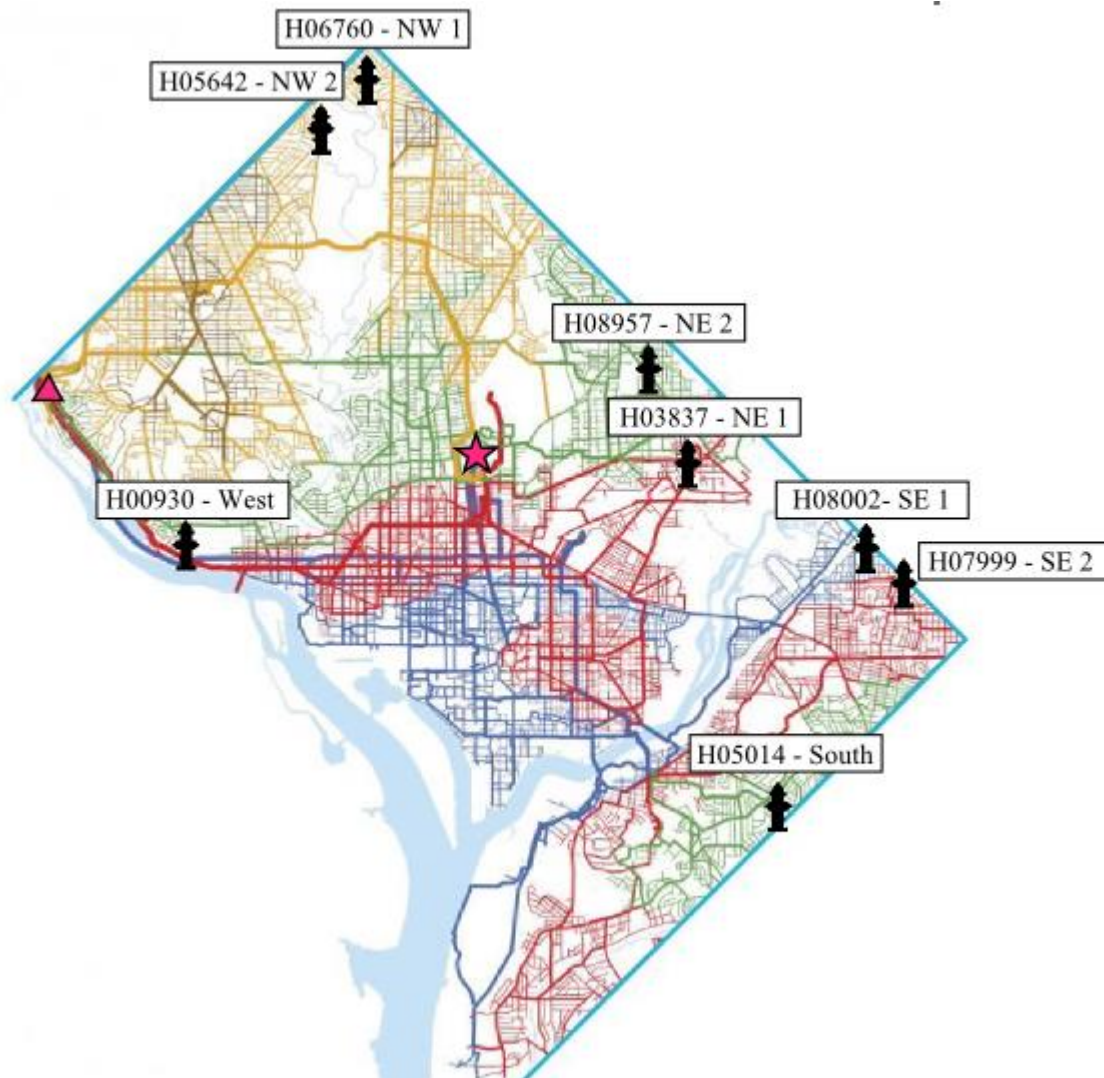 H06760 - NW 1
H05642 - NW 2
H08957 - NE 2
H03837 - NE 1
H00930 - West
H08002- SE 1
H07999 - SE 2
H05014 - South